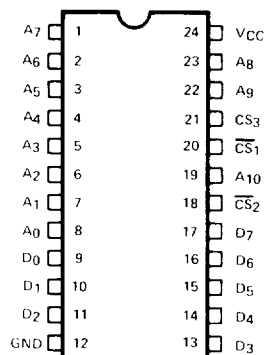 A7 1 24 VCC
A6 2 23 A8
A5 3 22 A9
A4 4 21 CS3
A3 5 20 C̅S̅1
A2 6 19 A10
A1 7 18 C̅S̅2
A0 8 17 D7
D0 9 16 D6
D1 10 15 D5
D2 11 14 D4
GND 12 13 D3